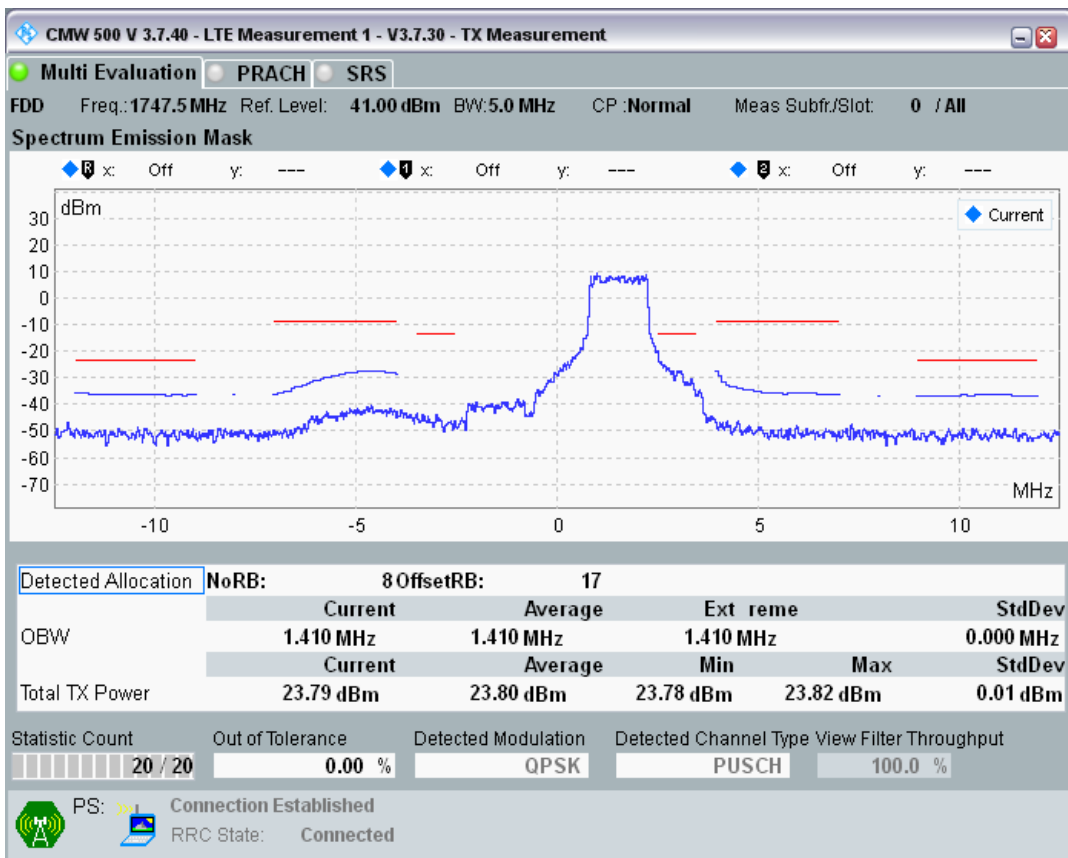 CMW 500 V 3.7.40 - LTE Measurement 1 - V3.7.30 - TX Measurement
Multi Evaluation PRACH SRS
FDD Freq.: 1747.5 MHz Ref. Level: 41.00 dBm BW: 5.0 MHz CP : Normal Meas Subfr./Slot: 0 / All
Spectrum Emission Mask
R x: Off y: --- 1 x: Off y: --- 2 x: Off y: ---
dBm
Current
30
20
10
0
-10
-20
-30
-40
-50
-60
-70
MHz
-10 -5 0 5 10
Detected Allocation NoRB: 8 OffsetRB: 17
Current Average Ext reme StdDev
OBW 1.410 MHz 1.410 MHz 1.410 MHz 0.000 MHz
Current Average Min Max StdDev
Total TX Power 23.79 dBm 23.80 dBm 23.78 dBm 23.82 dBm 0.01 dBm
Statistic Count Out of Tolerance Detected Modulation Detected Channel Type View Filter Throughput
20 / 20 0.00 % QPSK PUSCH 100.0 %
PS: Connection Established
RRC State: Connected